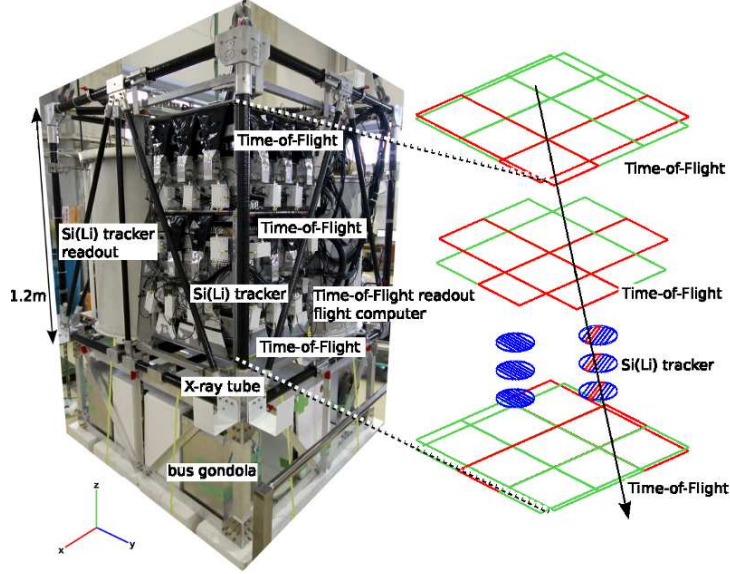 Time-of-Flight
Time-of-Flight
Si(Li) tracker
readout
Time-of-Flight
1.2m
Si(Li) tracker
Time-of-Flight readout
flight computer
Time-of-Flight
Time-of-Flight
Si(Li) tracker
X-ray tube
bus gondola
Time-of-Flight
z
x
y